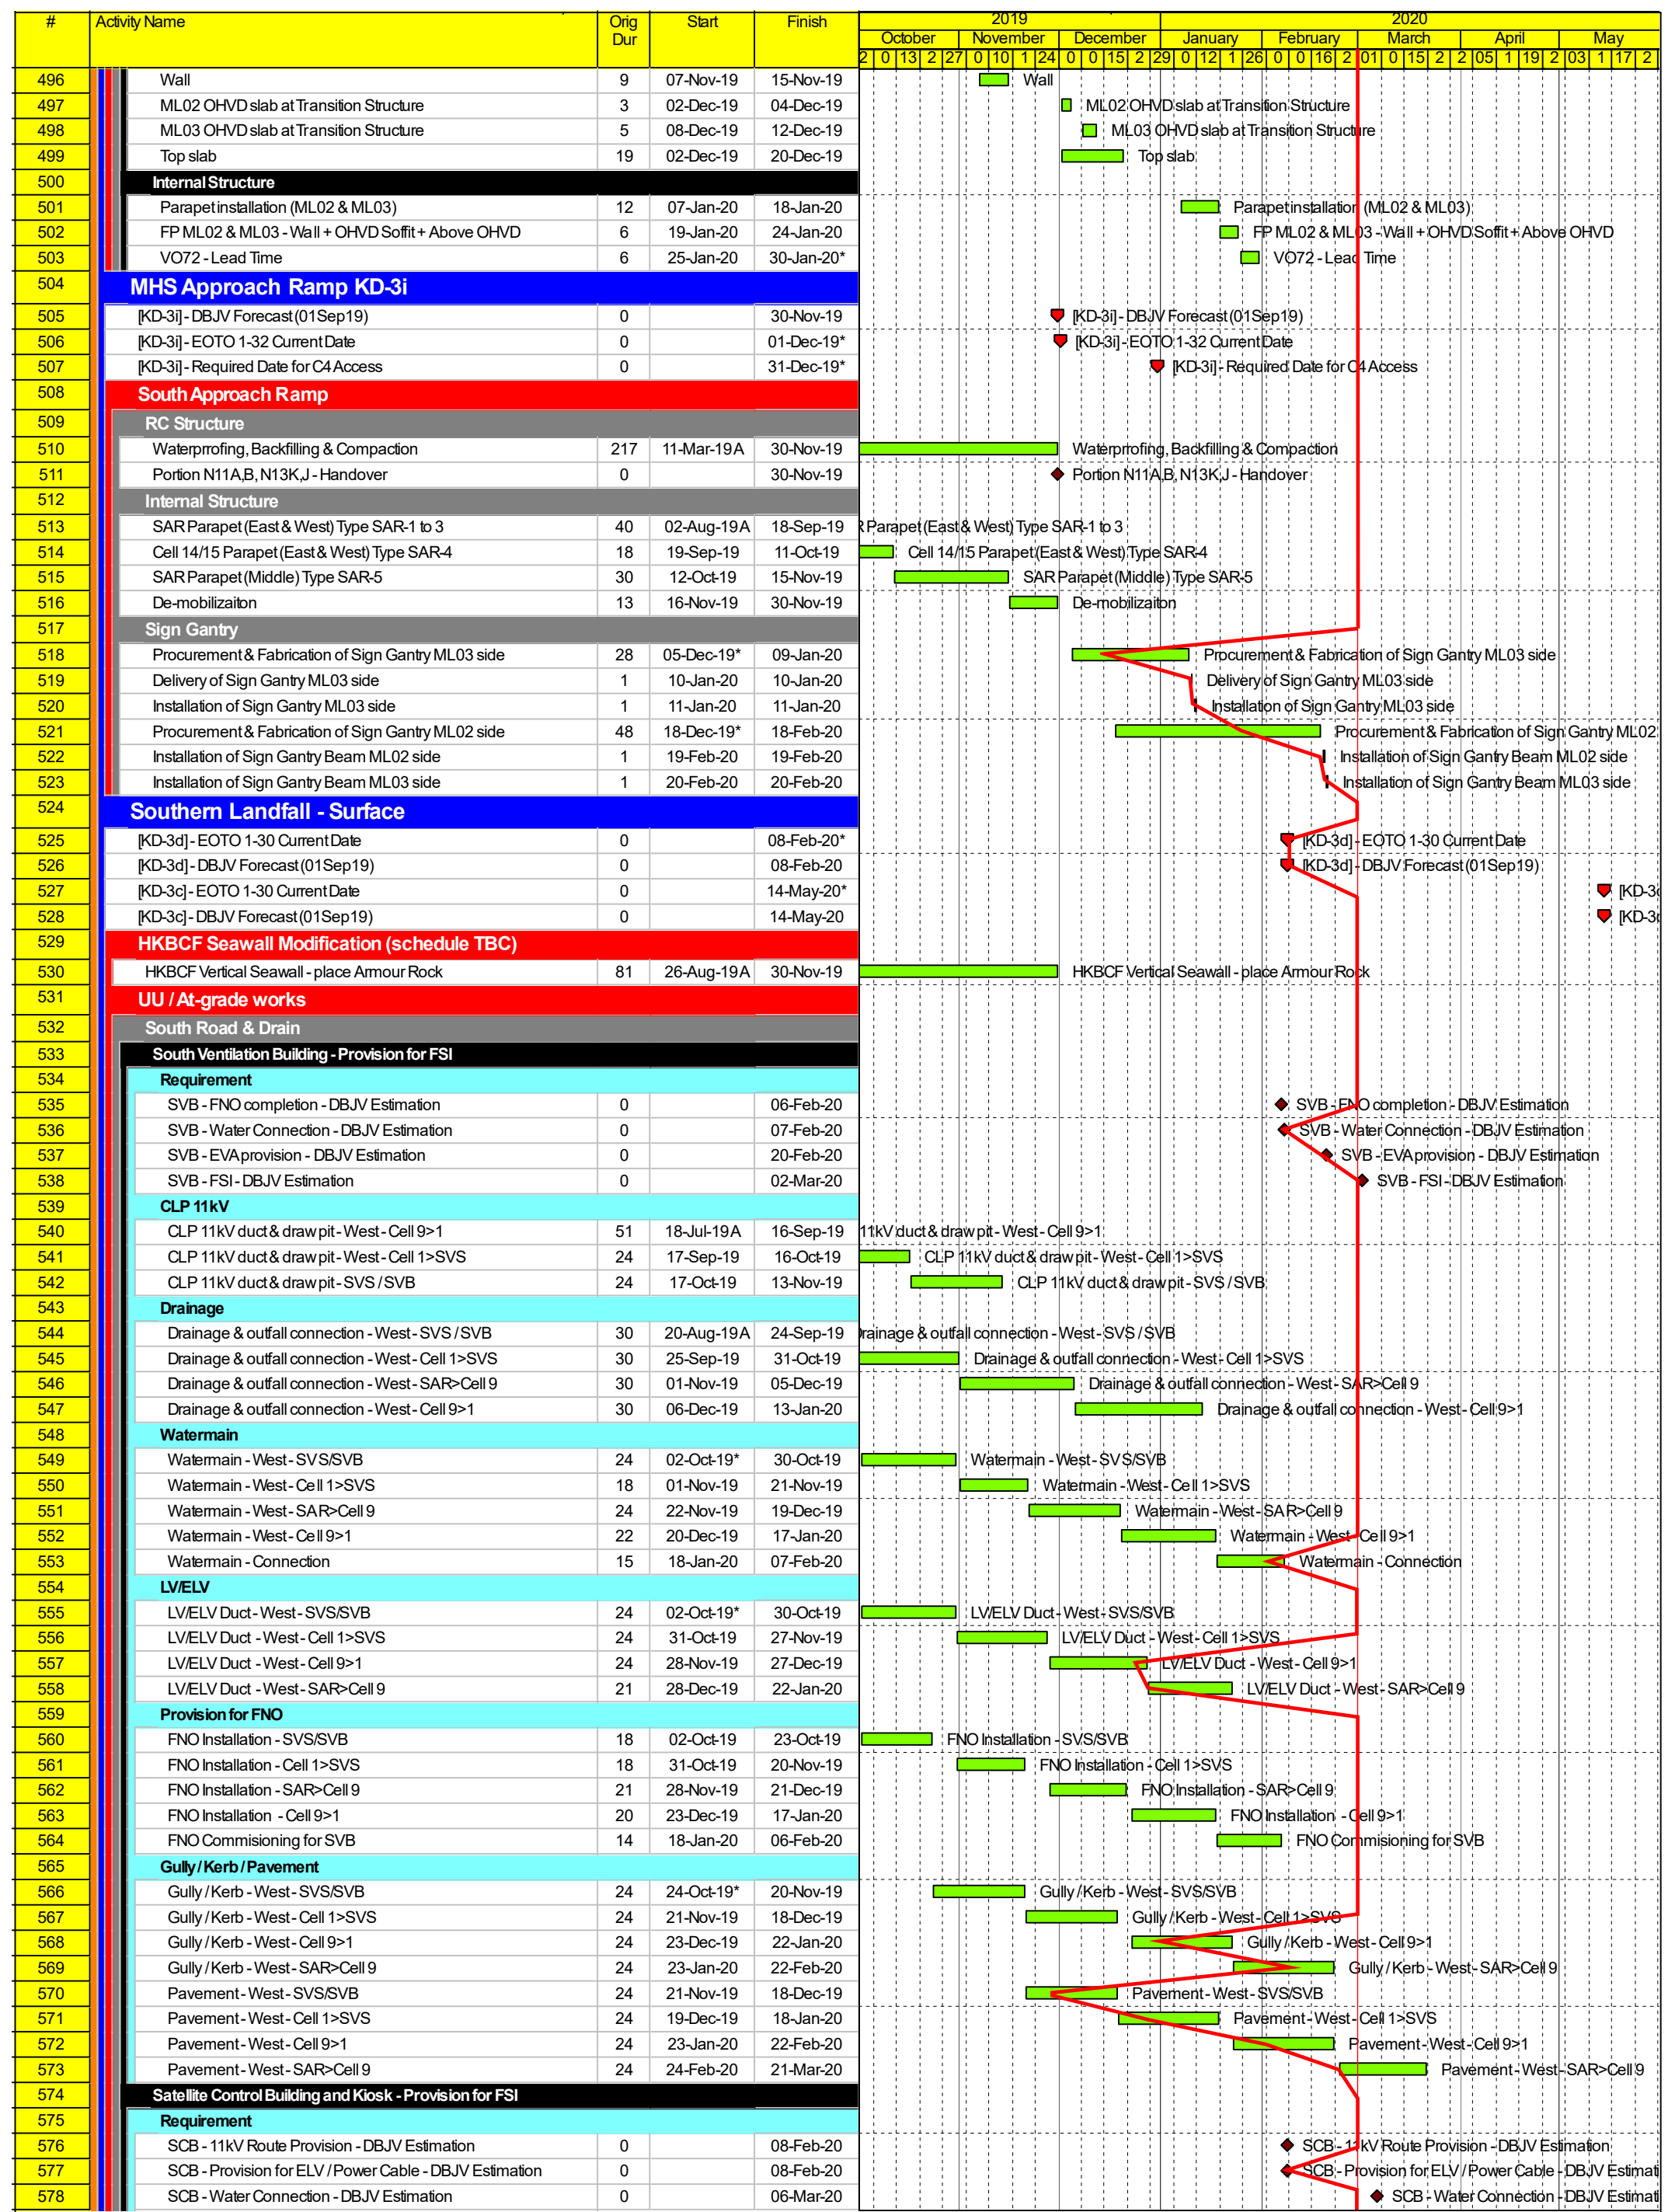 # Activity Name Orig Dur Start Finish 2019 2020
October November December January February March April May
2 0 13 2 27 0 10 1 24 0 0 15 2 29 0 12 1 26 0 0 16 2 01 0 15 2 2 05 1 19 2 03 1 17 2
496 Wall 9 07-Nov-19 15-Nov-19 Wall
497 ML02 OHVD slab at Transition Structure 3 02-Dec-19 04-Dec-19 ML02 OHVD slab at Transition Structure
498 ML03 OHVD slab at Transition Structure 5 08-Dec-19 12-Dec-19 ML03 OHVD slab at Transition Structure
499 Top slab 19 02-Dec-19 20-Dec-19 Top slab
500 Internal Structure
501 Parapet installation (ML02 & ML03) 12 07-Jan-20 18-Jan-20 Parapet installation (ML02 & ML03)
502 FP ML02 & ML03 - Wall + OHVD Soffit + Above OHVD 6 19-Jan-20 24-Jan-20 FP ML02 & ML03 - Wall + OHVD Soffit + Above OHVD
503 VO72 - Lead Time 6 25-Jan-20 30-Jan-20* VO72 - Lead Time
504 MHS Approach Ramp KD-3i
505 [KD-3i] - DBJV Forecast (01Sep19) 0 30-Nov-19 [KD-3i] - DBJV Forecast (01Sep19)
506 [KD-3i] - EOTO 1-32 Current Date 0 01-Dec-19* [KD-3i] - EOTO 1-32 Current Date
507 [KD-3i] - Required Date for C4 Access 0 31-Dec-19* [KD-3i] - Required Date for C4 Access
508 South Approach Ramp
509 RC Structure
510 Waterprrofing, Backfilling & Compaction 217 11-Mar-19 A 30-Nov-19 Waterprrofing, Backfilling & Compaction
511 Portion N11A,B, N13K,J - Handover 0 30-Nov-19 Portion N11A,B, N13K,J - Handover
512 Internal Structure
513 SAR Parapet (East & West) Type SAR-1 to 3 40 02-Aug-19 A 18-Sep-19 R Parapet (East & West) Type SAR-1 to 3
514 Cell 14/15 Parapet (East & West) Type SAR-4 18 19-Sep-19 11-Oct-19 Cell 14/15 Parapet (East & West) Type SAR-4
515 SAR Parapet (Middle) Type SAR-5 30 12-Oct-19 15-Nov-19 SAR Parapet (Middle) Type SAR-5
516 De-mobilizaiton 13 16-Nov-19 30-Nov-19 De-mobilizaiton
517 Sign Gantry
518 Procurement & Fabrication of Sign Gantry ML03 side 28 05-Dec-19* 09-Jan-20 Procurement & Fabrication of Sign Gantry ML03 side
519 Delivery of Sign Gantry ML03 side 1 10-Jan-20 10-Jan-20 Delivery of Sign Gantry ML03 side
520 Installation of Sign Gantry ML03 side 1 11-Jan-20 11-Jan-20 Installation of Sign Gantry ML03 side
521 Procurement & Fabrication of Sign Gantry ML02 side 48 18-Dec-19* 18-Feb-20 Procurement & Fabrication of Sign Gantry ML02
522 Installation of Sign Gantry Beam ML02 side 1 19-Feb-20 19-Feb-20 Installation of Sign Gantry Beam ML02 side
523 Installation of Sign Gantry Beam ML03 side 1 20-Feb-20 20-Feb-20 Installation of Sign Gantry Beam ML03 side
524 Southern Landfall - Surface
525 [KD-3d] - EOTO 1-30 Current Date 0 08-Feb-20* [KD-3d] - EOTO 1-30 Current Date
526 [KD-3d] - DBJV Forecast (01Sep19) 0 08-Feb-20 [KD-3d] - DBJV Forecast (01Sep19)
527 [KD-3c] - EOTO 1-30 Current Date 0 14-May-20* [KD-3c
528 [KD-3c] - DBJV Forecast (01Sep19) 0 14-May-20 [KD-3c
529 HKBCF Seawall Modification (schedule TBC)
530 HKBCF Vertical Seawall - place Armour Rock 81 26-Aug-19 A 30-Nov-19 HKBCF Vertical Seawall - place Armour Rock
531 UU / At-grade works
532 South Road & Drain
533 South Ventilation Building - Provision for FSI
534 Requirement
535 SVB - FNO completion - DBJV Estimation 0 06-Feb-20 SVB - FNO completion - DBJV Estimation
536 SVB - Water Connection - DBJV Estimation 0 07-Feb-20 SVB - Water Connection - DBJV Estimation
537 SVB - EVA provision - DBJV Estimation 0 20-Feb-20 SVB - EVA provision - DBJV Estimation
538 SVB - FSI - DBJV Estimation 0 02-Mar-20 SVB - FSI - DBJV Estimation
539 CLP 11kV
540 CLP 11kV duct & draw pit - West - Cell 9>1 51 18-Jul-19 A 16-Sep-19 11kV duct & draw pit - West - Cell 9>1
541 CLP 11kV duct & draw pit - West - Cell 1>SVS 24 17-Sep-19 16-Oct-19 CLP 11kV duct & draw pit - West - Cell 1>SVS
542 CLP 11kV duct & draw pit - SVS / SVB 24 17-Oct-19 13-Nov-19 CLP 11kV duct & draw pit - SVS / SVB
543 Drainage
544 Drainage & outfall connection - West - SVS / SVB 30 20-Aug-19 A 24-Sep-19 Drainage & outfall connection - West - SVS / SVB
545 Drainage & outfall connection - West - Cell 1>SVS 30 25-Sep-19 31-Oct-19 Drainage & outfall connection - West - Cell 1>SVS
546 Drainage & outfall connection - West - SAR>Cell 9 30 01-Nov-19 05-Dec-19 Drainage & outfall connection - West - SAR>Cell 9
547 Drainage & outfall connection - West - Cell 9>1 30 06-Dec-19 13-Jan-20 Drainage & outfall connection - West - Cell 9>1
548 Watermain
549 Watermain - West - SVS/SVB 24 02-Oct-19* 30-Oct-19 Watermain - West - SVS/SVB
550 Watermain - West - Cell 1>SVS 18 01-Nov-19 21-Nov-19 Watermain - West - Cell 1>SVS
551 Watermain - West - SAR>Cell 9 24 22-Nov-19 19-Dec-19 Watermain - West - SAR>Cell 9
552 Watermain - West - Cell 9>1 22 20-Dec-19 17-Jan-20 Watermain - West - Cell 9>1
553 Watermain - Connection 15 18-Jan-20 07-Feb-20 Watermain - Connection
554 LV/ELV
555 LV/ELV Duct - West - SVS/SVB 24 02-Oct-19* 30-Oct-19 LV/ELV Duct - West - SVS/SVB
556 LV/ELV Duct - West - Cell 1>SVS 24 31-Oct-19 27-Nov-19 LV/ELV Duct - West - Cell 1>SVS
557 LV/ELV Duct - West - Cell 9>1 24 28-Nov-19 27-Dec-19 LV/ELV Duct - West - Cell 9>1
558 LV/ELV Duct - West - SAR>Cell 9 21 28-Dec-19 22-Jan-20 LV/ELV Duct - West - SAR>Cell 9
559 Provision for FNO
560 FNO Installation - SVS/SVB 18 02-Oct-19 23-Oct-19 FNO Installation - SVS/SVB
561 FNO Installation - Cell 1>SVS 18 31-Oct-19 20-Nov-19 FNO Installation - Cell 1>SVS
562 FNO Installation - SAR>Cell 9 21 28-Nov-19 21-Dec-19 FNO Installation - SAR>Cell 9
563 FNO Installation - Cell 9>1 20 23-Dec-19 17-Jan-20 FNO Installation - Cell 9>1
564 FNO Commisioning for SVB 14 18-Jan-20 06-Feb-20 FNO Commisioning for SVB
565 Gully / Kerb / Pavement
566 Gully / Kerb - West - SVS/SVB 24 24-Oct-19* 20-Nov-19 Gully / Kerb - West - SVS/SVB
567 Gully / Kerb - West - Cell 1>SVS 24 21-Nov-19 18-Dec-19 Gully / Kerb - West - Cell 1>SVS
568 Gully / Kerb - West - Cell 9>1 24 23-Dec-19 22-Jan-20 Gully / Kerb - West - Cell 9>1
569 Gully / Kerb - West - SAR>Cell 9 24 23-Jan-20 22-Feb-20 Gully / Kerb - West - SAR>Cell 9
570 Pavement - West - SVS/SVB 24 21-Nov-19 18-Dec-19 Pavement - West - SVS/SVB
571 Pavement - West - Cell 1>SVS 24 19-Dec-19 18-Jan-20 Pavement - West - Cell 1>SVS
572 Pavement - West - Cell 9>1 24 23-Jan-20 22-Feb-20 Pavement - West - Cell 9>1
573 Pavement - West - SAR>Cell 9 24 24-Feb-20 21-Mar-20 Pavement - West - SAR>Cell 9
574 Satellite Control Building and Kiosk - Provision for FSI
575 Requirement
576 SCB - 11kV Route Provision - DBJV Estimation 0 08-Feb-20 SCB - 11kV Route Provision - DBJV Estimation
577 SCB - Provision for ELV / Power Cable - DBJV Estimation 0 08-Feb-20 SCB - Provision for ELV / Power Cable - DBJV Estimat
578 SCB - Water Connection - DBJV Estimation 0 06-Mar-20 SCB - Water Connection - DBJV Estimat